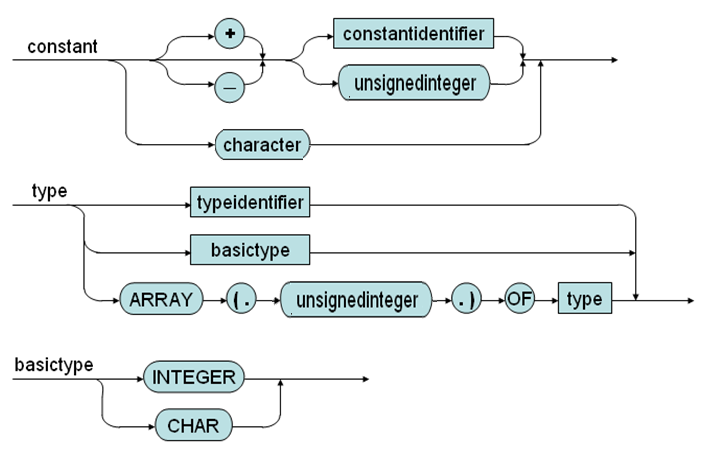 +
constant
constantidentifier
−
unsignedinteger
character
type
typeidentifier
basictype
ARRAY (. unsignedinteger .) OF type
basictype
INTEGER
CHAR